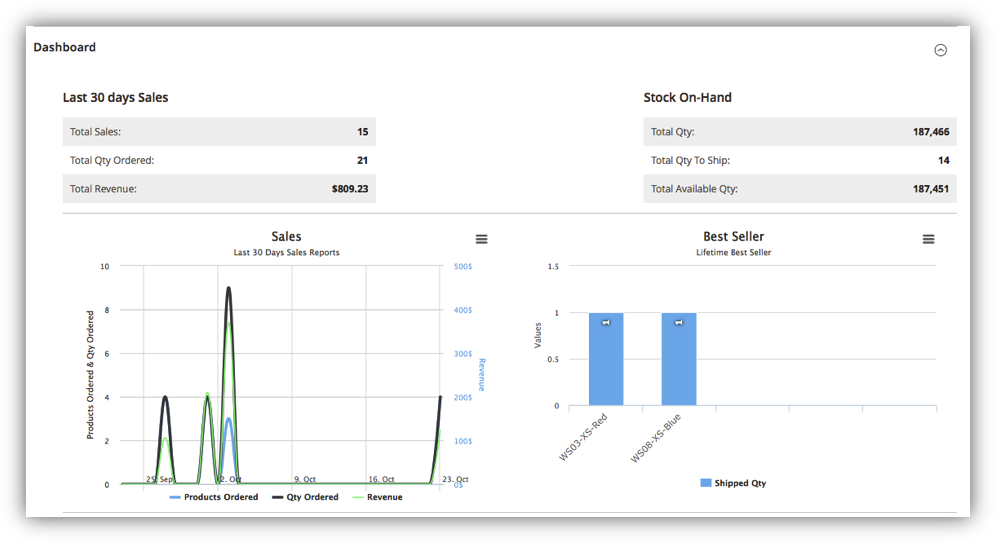 Dashboard
Last 30 days Sales
Total Sales: 15
Total Qty Ordered: 21
Total Revenue: $809.23
Stock On-Hand
Total Qty: 187,466
Total Qty To Ship: 14
Total Available Qty: 187,451
Sales
Last 30 Days Sales Reports
Products Ordered & Qty Ordered
10
8
6
4
2
0
500$
400$
300$
200$
100$
0$
Revenue
25. Sep
2. Oct
9. Oct
16. Oct
23. Oct
Products Ordered Qty Ordered Revenue
Best Seller
Lifetime Best Seller
Values
1.5
1
0.5
0
1
1
WS03-XS-Red
WS08-XS-Blue
Shipped Qty